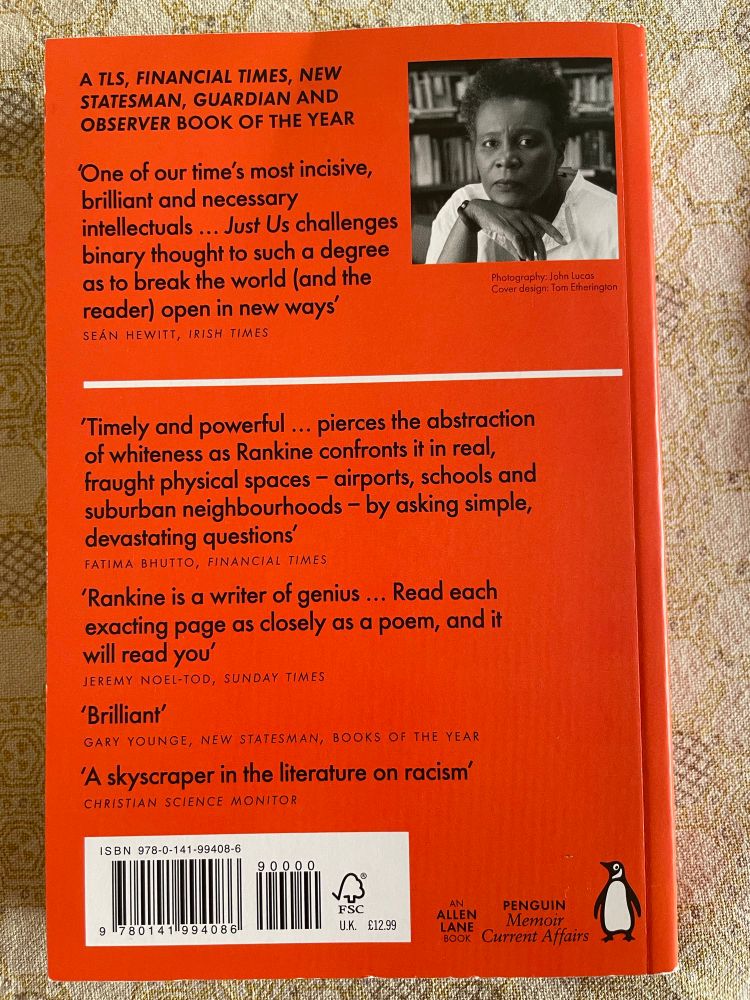 A TLS, FINANCIAL TIMES, NEW
STATESMAN, GUARDIAN AND
OBSERVER BOOK OF THE YEAR
‘One of our time’s most incisive,
brilliant and necessary
intellectuals ... Just Us challenges
binary thought to such a degree
as to break the world (and the
reader) open in new ways’
SEÁN HEWITT, IRISH TIMES
Photography: John Lucas
Cover design: Tom Etherington
‘Timely and powerful ... pierces the abstraction
of whiteness as Rankine confronts it in real,
fraught physical spaces – airports, schools and
suburban neighbourhoods – by asking simple,
devastating questions’
FATIMA BHUTTO, FINANCIAL TIMES
‘Rankine is a writer of genius ... Read each
exacting page as closely as a poem, and it
will read you’
JEREMY NOEL-TOD, SUNDAY TIMES
‘Brilliant’
GARY YOUNGE, NEW STATESMAN, BOOKS OF THE YEAR
‘A skyscraper in the literature on racism’
CHRISTIAN SCIENCE MONITOR
ISBN 978-0-141-99408-6
90000
9 780141 994086
FSC
®
U.K. £12.99
AN
ALLEN
LANE
BOOK
PENGUIN
Memoir
Current Affairs